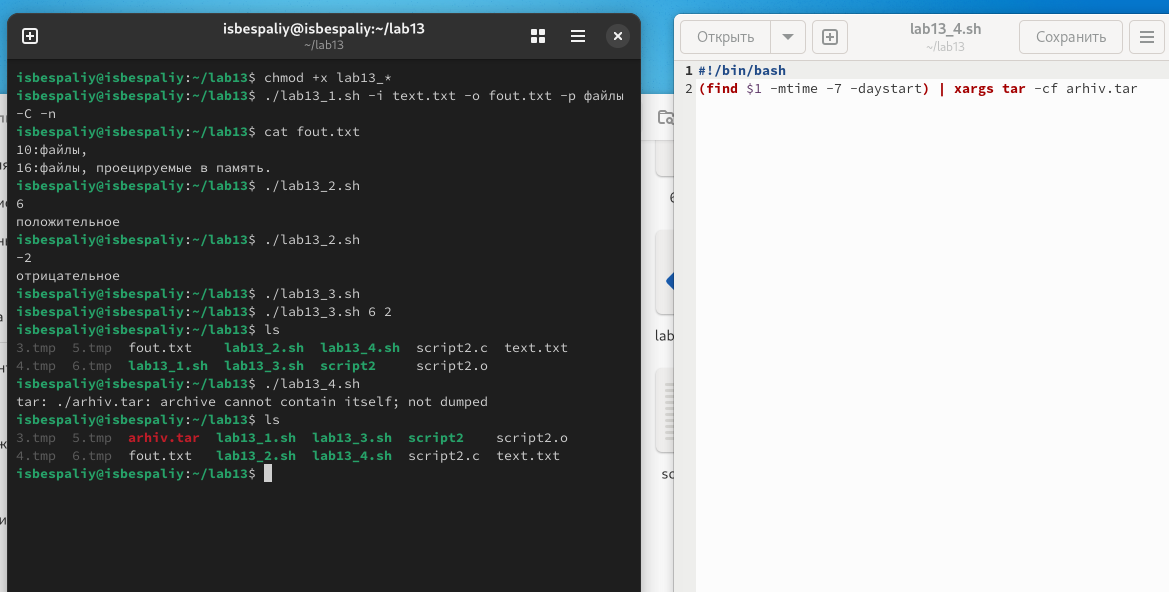 isbespaliy@isbespaliy:~/lab13
~/lab13
isbespaliy@isbespaliy:~/lab13$ chmod +x lab13_*
isbespaliy@isbespaliy:~/lab13$ ./lab13_1.sh -i text.txt -o fout.txt -p файлы
-C -n
isbespaliy@isbespaliy:~/lab13$ cat fout.txt
10:файлы,
16:файлы, проецируемые в память.
isbespaliy@isbespaliy:~/lab13$ ./lab13_2.sh
6
положительное
isbespaliy@isbespaliy:~/lab13$ ./lab13_2.sh
-2
отрицательное
isbespaliy@isbespaliy:~/lab13$ ./lab13_3.sh
isbespaliy@isbespaliy:~/lab13$ ./lab13_3.sh 6 2
isbespaliy@isbespaliy:~/lab13$ ls
3.tmp 5.tmp fout.txt lab13_2.sh lab13_4.sh script2.c text.txt
4.tmp 6.tmp lab13_1.sh lab13_3.sh script2 script2.o
isbespaliy@isbespaliy:~/lab13$ ./lab13_4.sh
tar: ./arhiv.tar: archive cannot contain itself; not dumped
isbespaliy@isbespaliy:~/lab13$ ls
3.tmp 5.tmp arhiv.tar lab13_1.sh lab13_3.sh script2 script2.o
4.tmp 6.tmp fout.txt lab13_2.sh lab13_4.sh script2.c text.txt
isbespaliy@isbespaliy:~/lab13$
lab
sc
Открыть
lab13_4.sh
~/lab13
Сохранить
1 #!/bin/bash
2 (find $1 -mtime -7 -daystart) | xargs tar -cf arhiv.tar